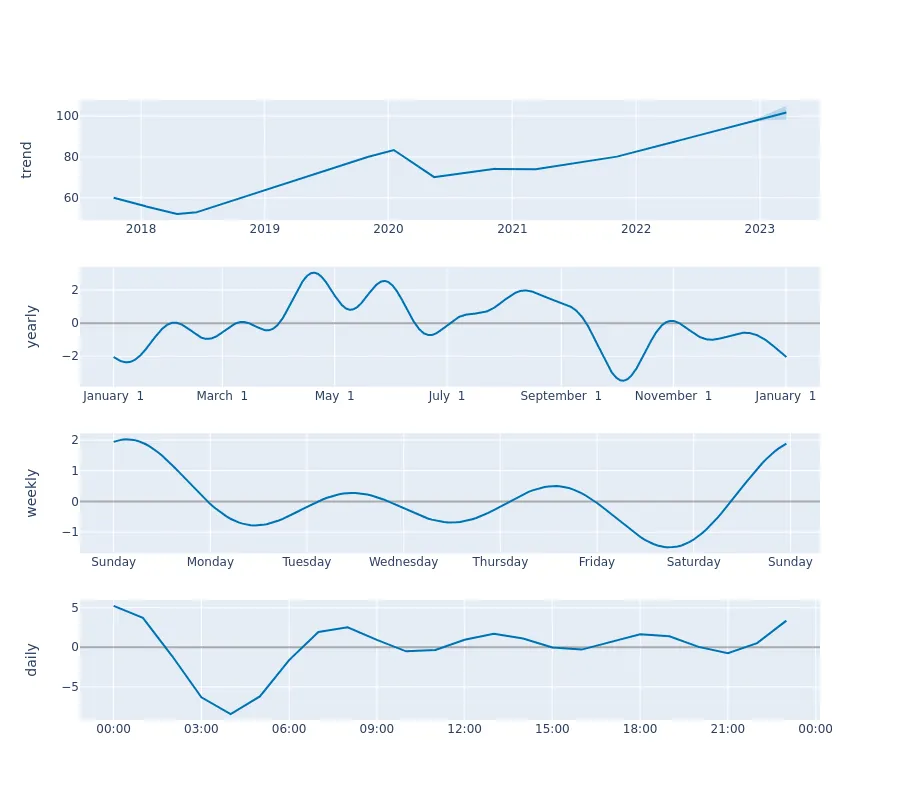 trend
100
80
60
2018 2019 2020 2021 2022 2023
yearly
2
0
−2
January 1 March 1 May 1 July 1 September 1 November 1 January 1
weekly
2
1
0
−1
Sunday Monday Tuesday Wednesday Thursday Friday Saturday Sunday
daily
5
0
−5
00:00 03:00 06:00 09:00 12:00 15:00 18:00 21:00 00:00